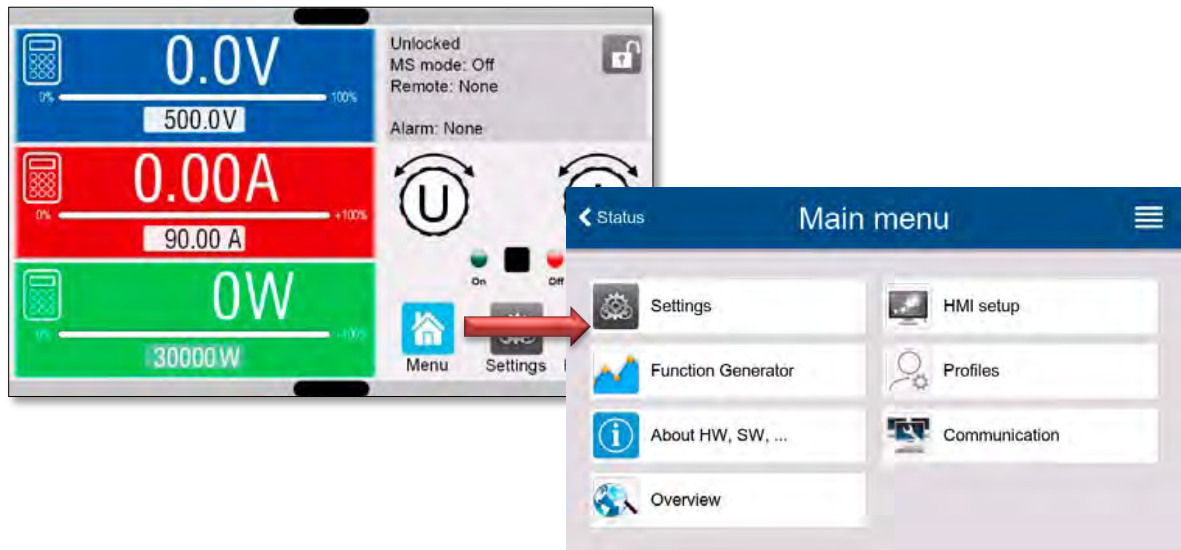 0.0V
0% 100%
500.0V
0.00A
0% +100%
90.00 A
0W
30000W
Unlocked
MS mode: Off
Remote: None
Alarm: None
U
On Off
Menu Settings
Status
Main menu
Settings
HMI setup
Function Generator
Profiles
About HW, SW, ...
Communication
Overview